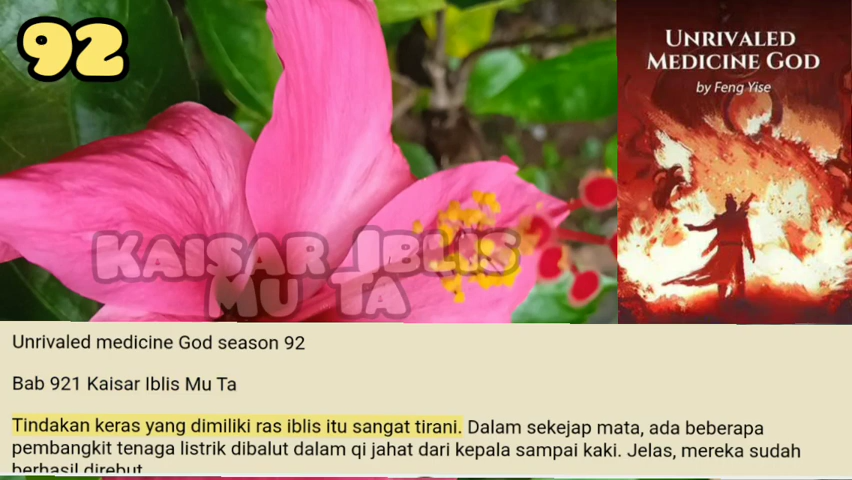 92
UNRIVALED
MEDICINE GOD
by Feng Yise
KAISAR IBLIS
MU TA
Unrivaled medicine God season 92
Bab 921 Kaisar Iblis Mu Ta
Tindakan keras yang dimiliki ras iblis itu sangat tirani. Dalam sekejap mata, ada beberapa
pembangkit tenaga listrik dibalut dalam qi jahat dari kepala sampai kaki. Jelas, mereka sudah
berhasil direbut